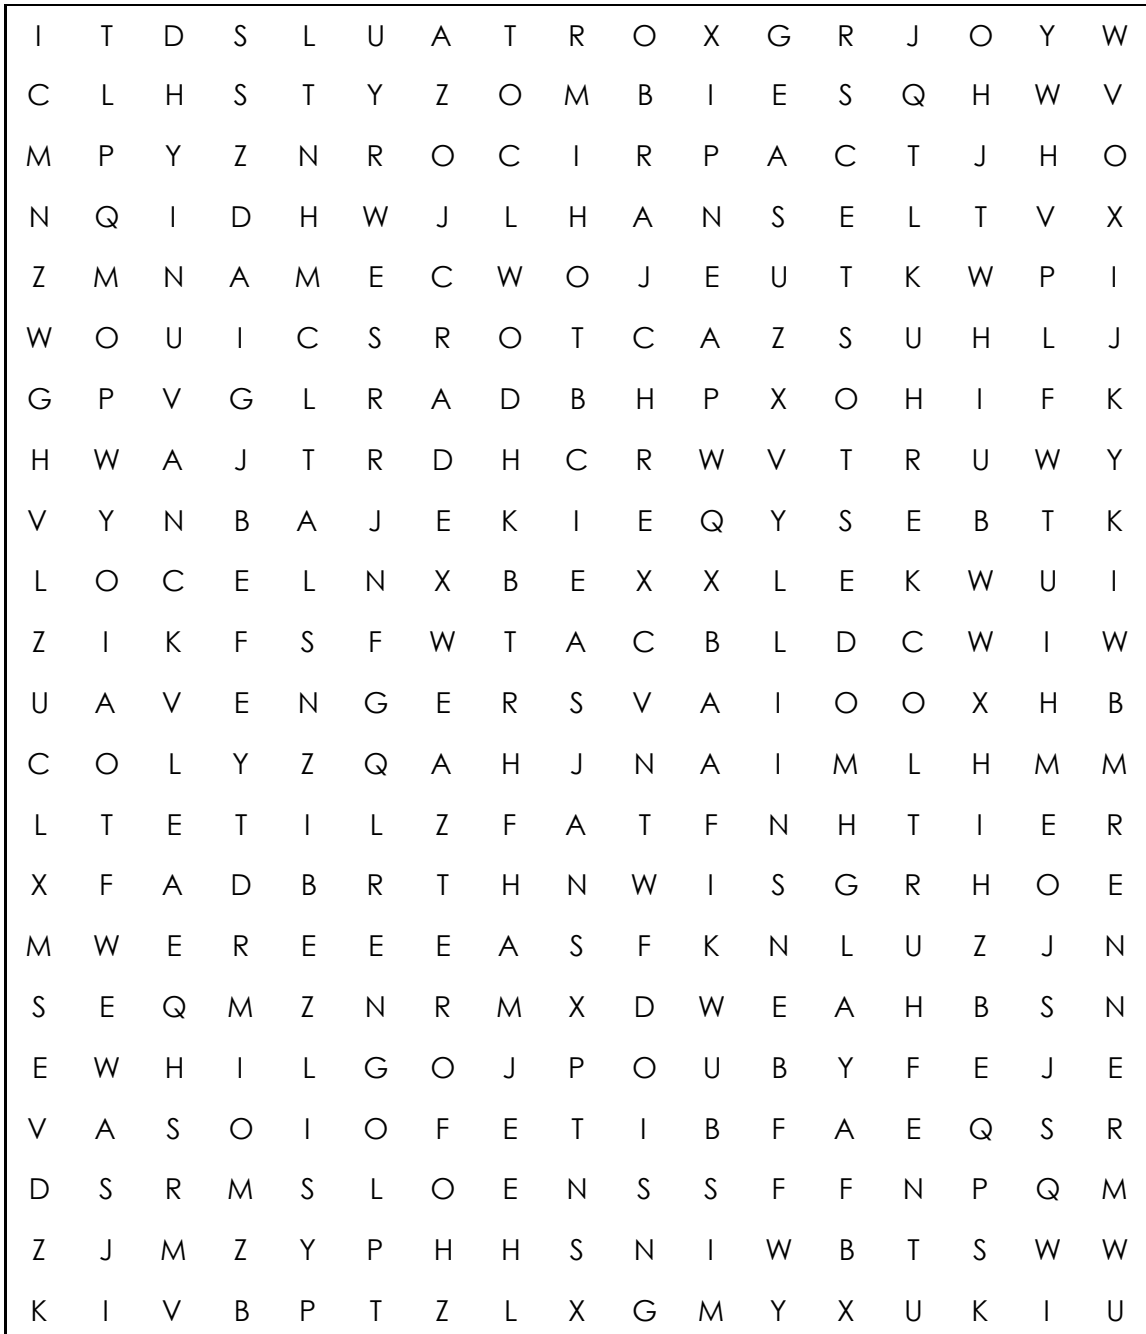 I T D S L U A T R O X G R J O Y W
C L H S T Y Z O M B I E S Q H W V
M P Y Z N R O C I R P A C T J H O
N Q I D H W J L H A N S E L T V X
Z M N A M E C W O J E U T K W P I
W O U I C S R O T C A Z S U H L J
G P V G L R A D B H P X O H I F K
H W A J T R D H C R W V T R U W Y
V Y N B A J E K I E Q Y S E B T K
L O C E L N X B E X X L E K W U I
Z I K F S F W T A C B L D C W I W
U A V E N G E R S V A I O O X H B
C O L Y Z Q A H J N A I M L H M M
L T E T I L Z F A T F N H T I E R
X F A D B R T H N W I S G R H O E
M W E R E E E A S F K N L U Z J N
S E Q M Z N R M X D W E A H B S N
E W H I L G O J P O U B Y F E J E
V A S O I O F E T I B F A E Q S R
D S R M S L O E N S S F F N P Q M
Z J M Z Y P H H S N I W B T S W W
K I V B P T Z L X G M Y X U K I U